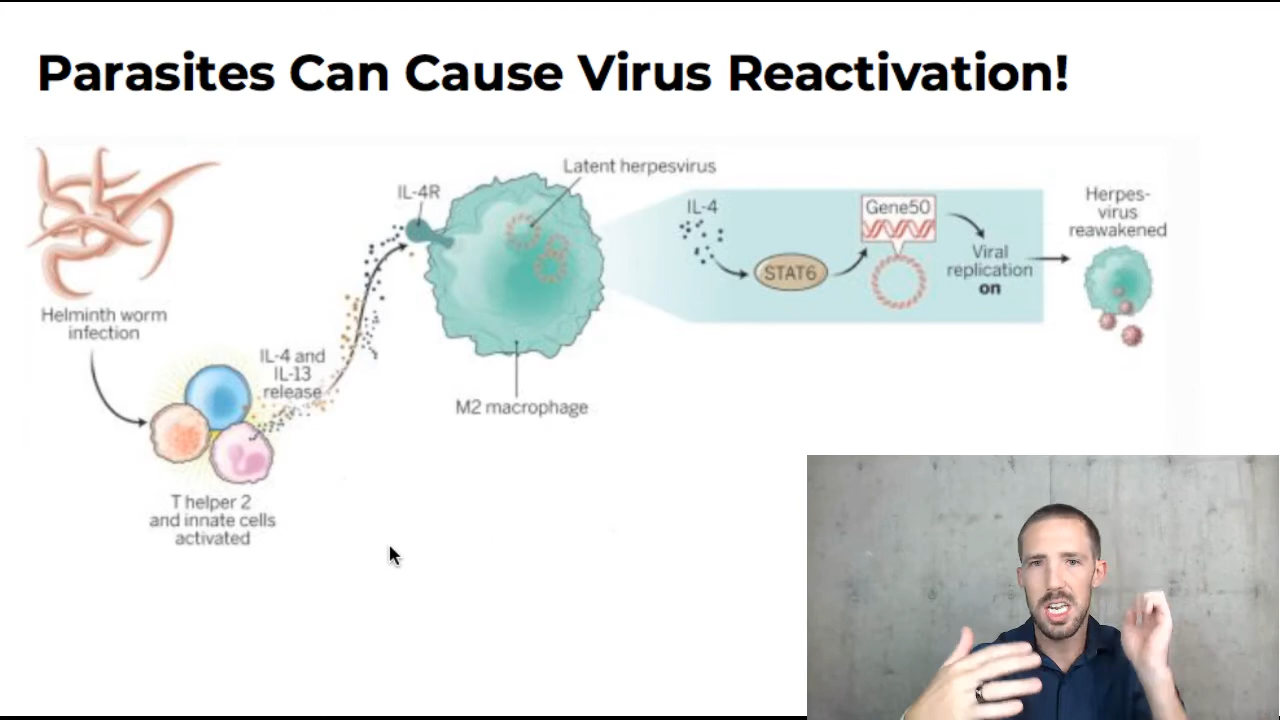 Parasites Can Cause Virus Reactivation!
Helminth worm
infection
IL-4 and
IL-13
release
T helper 2
and innate cells
activated
IL-4R
Latent herpesvirus
M2 macrophage
IL-4
STAT6
Gene50
Viral
replication
on
Herpes-
virus
reawakened